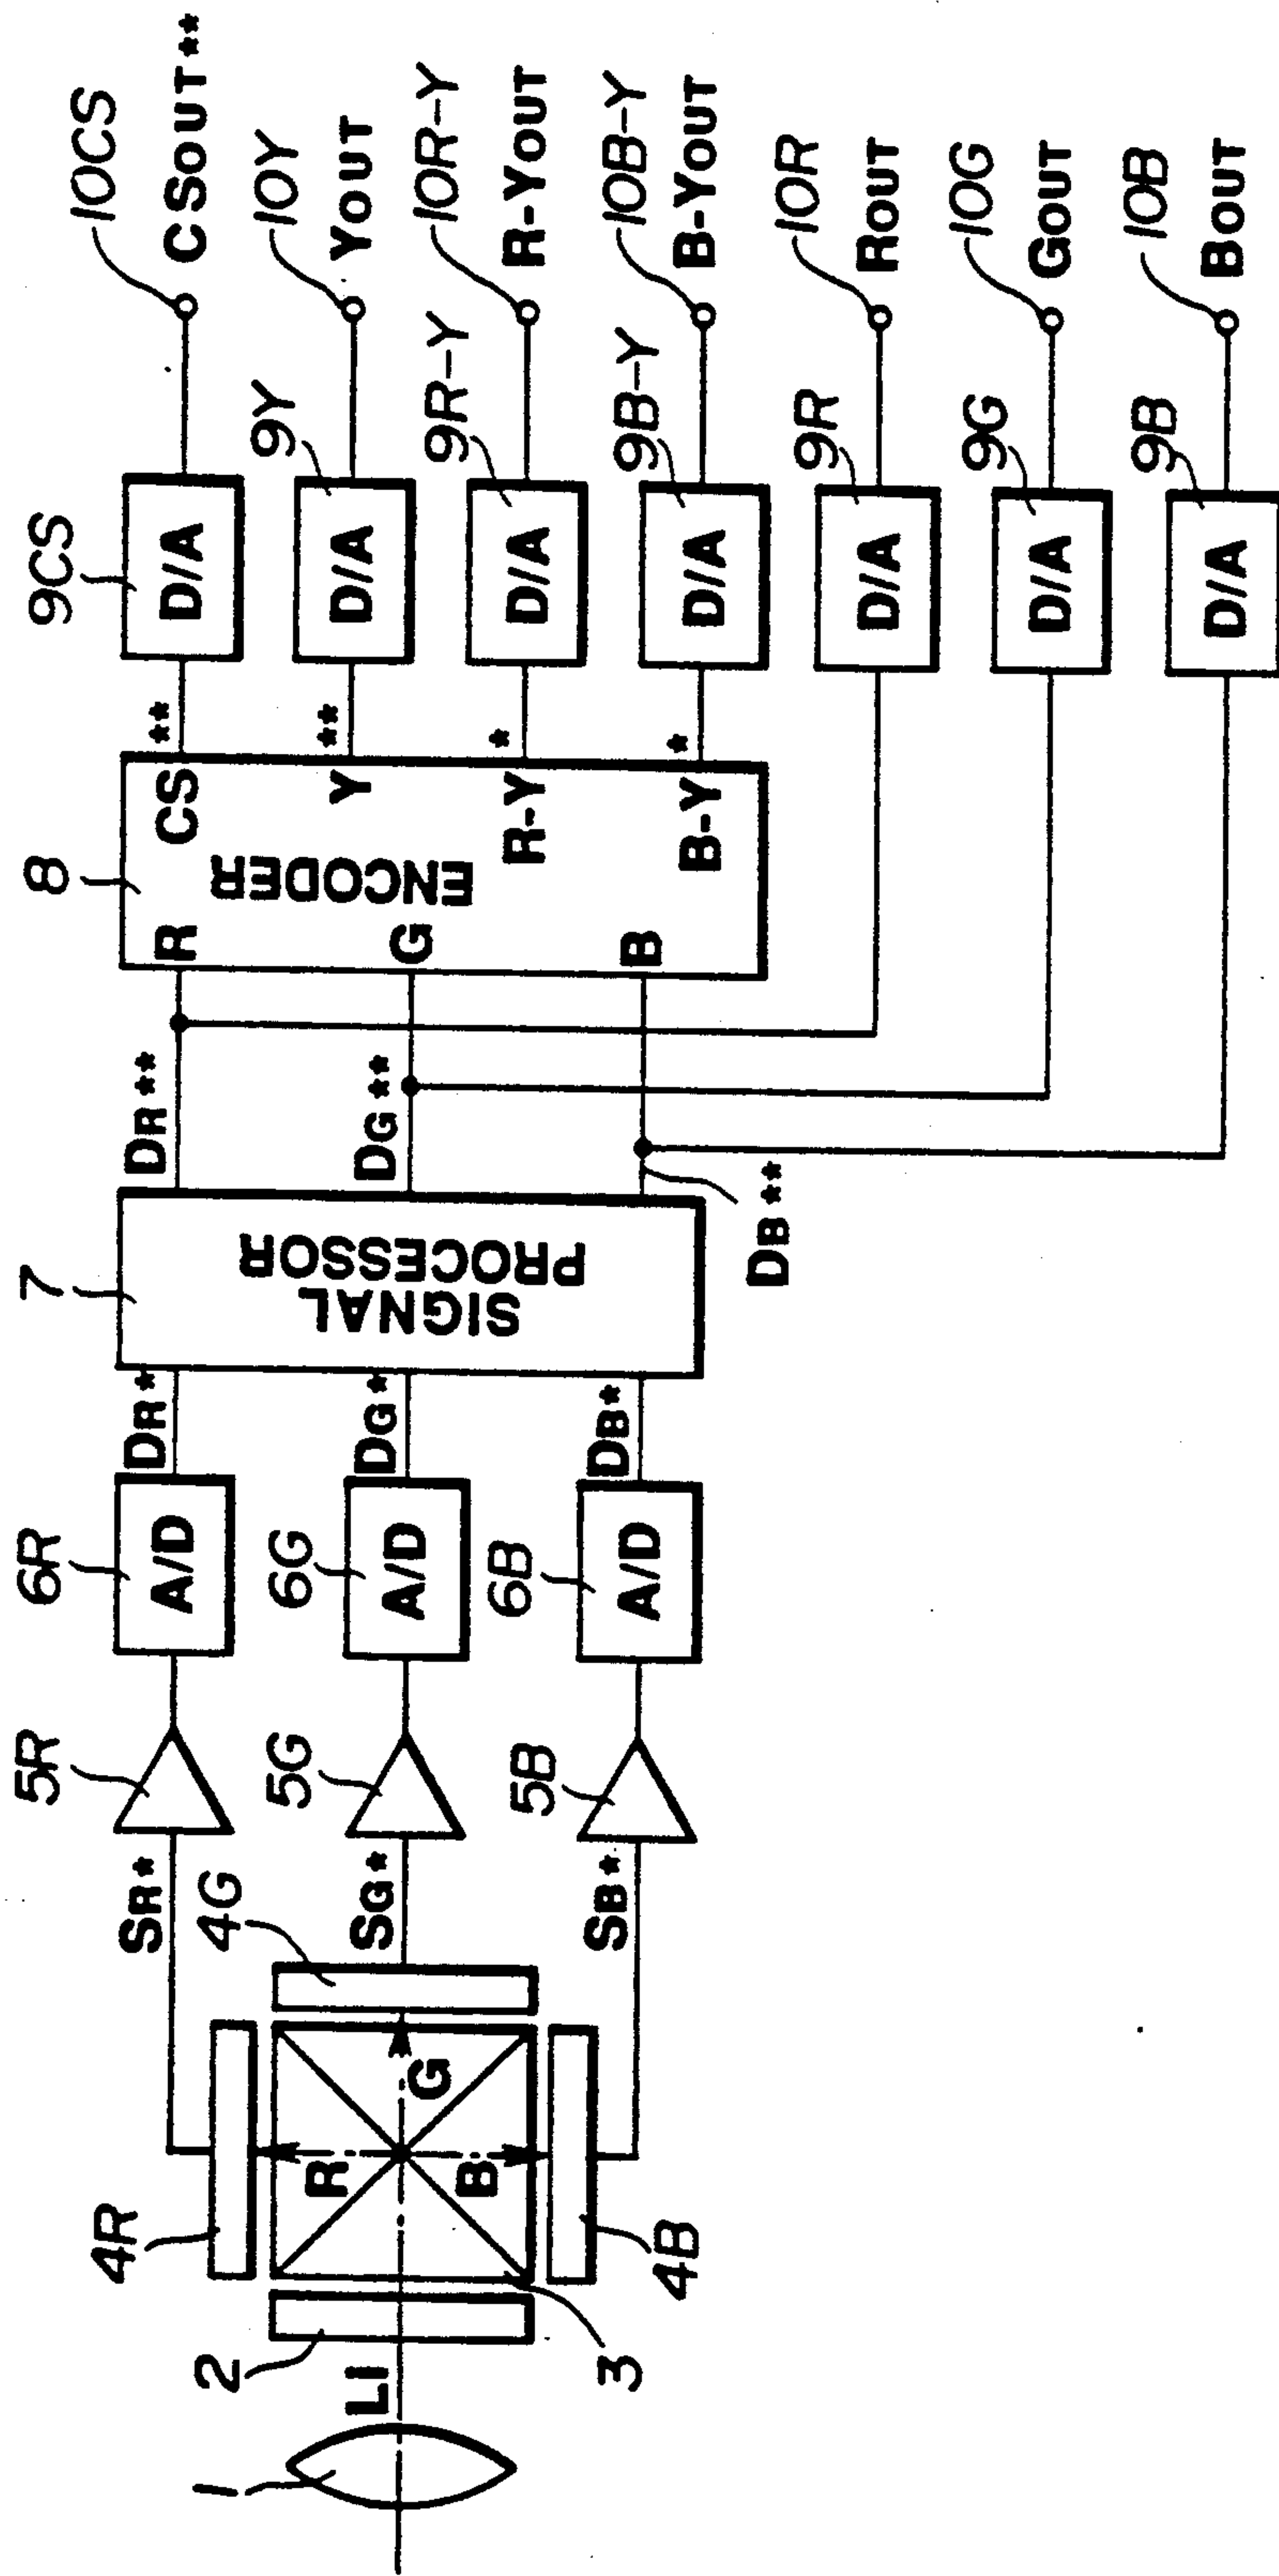 1
LI
2
3
4R
R
G
B
4B
4G
SR*
SG*
SB*
5R
5G
5B
6R
A/D
6G
A/D
6B
A/D
DR*
DG*
DB*
7
SIGNAL
PROCESSOR
DR**
DG**
DB**
8
ENCODER
R
G
B
CS
Y
R-Y
B-Y
**
**
*
*
9CS
D/A
9Y
D/A
9R-Y
D/A
9B-Y
D/A
9R
D/A
9G
D/A
9B
D/A
10CS
CSOUT**
10Y
YOUT
10R-Y
R-YOUT
10B-Y
B-YOUT
10R
ROUT
10G
GOUT
10B
BOUT